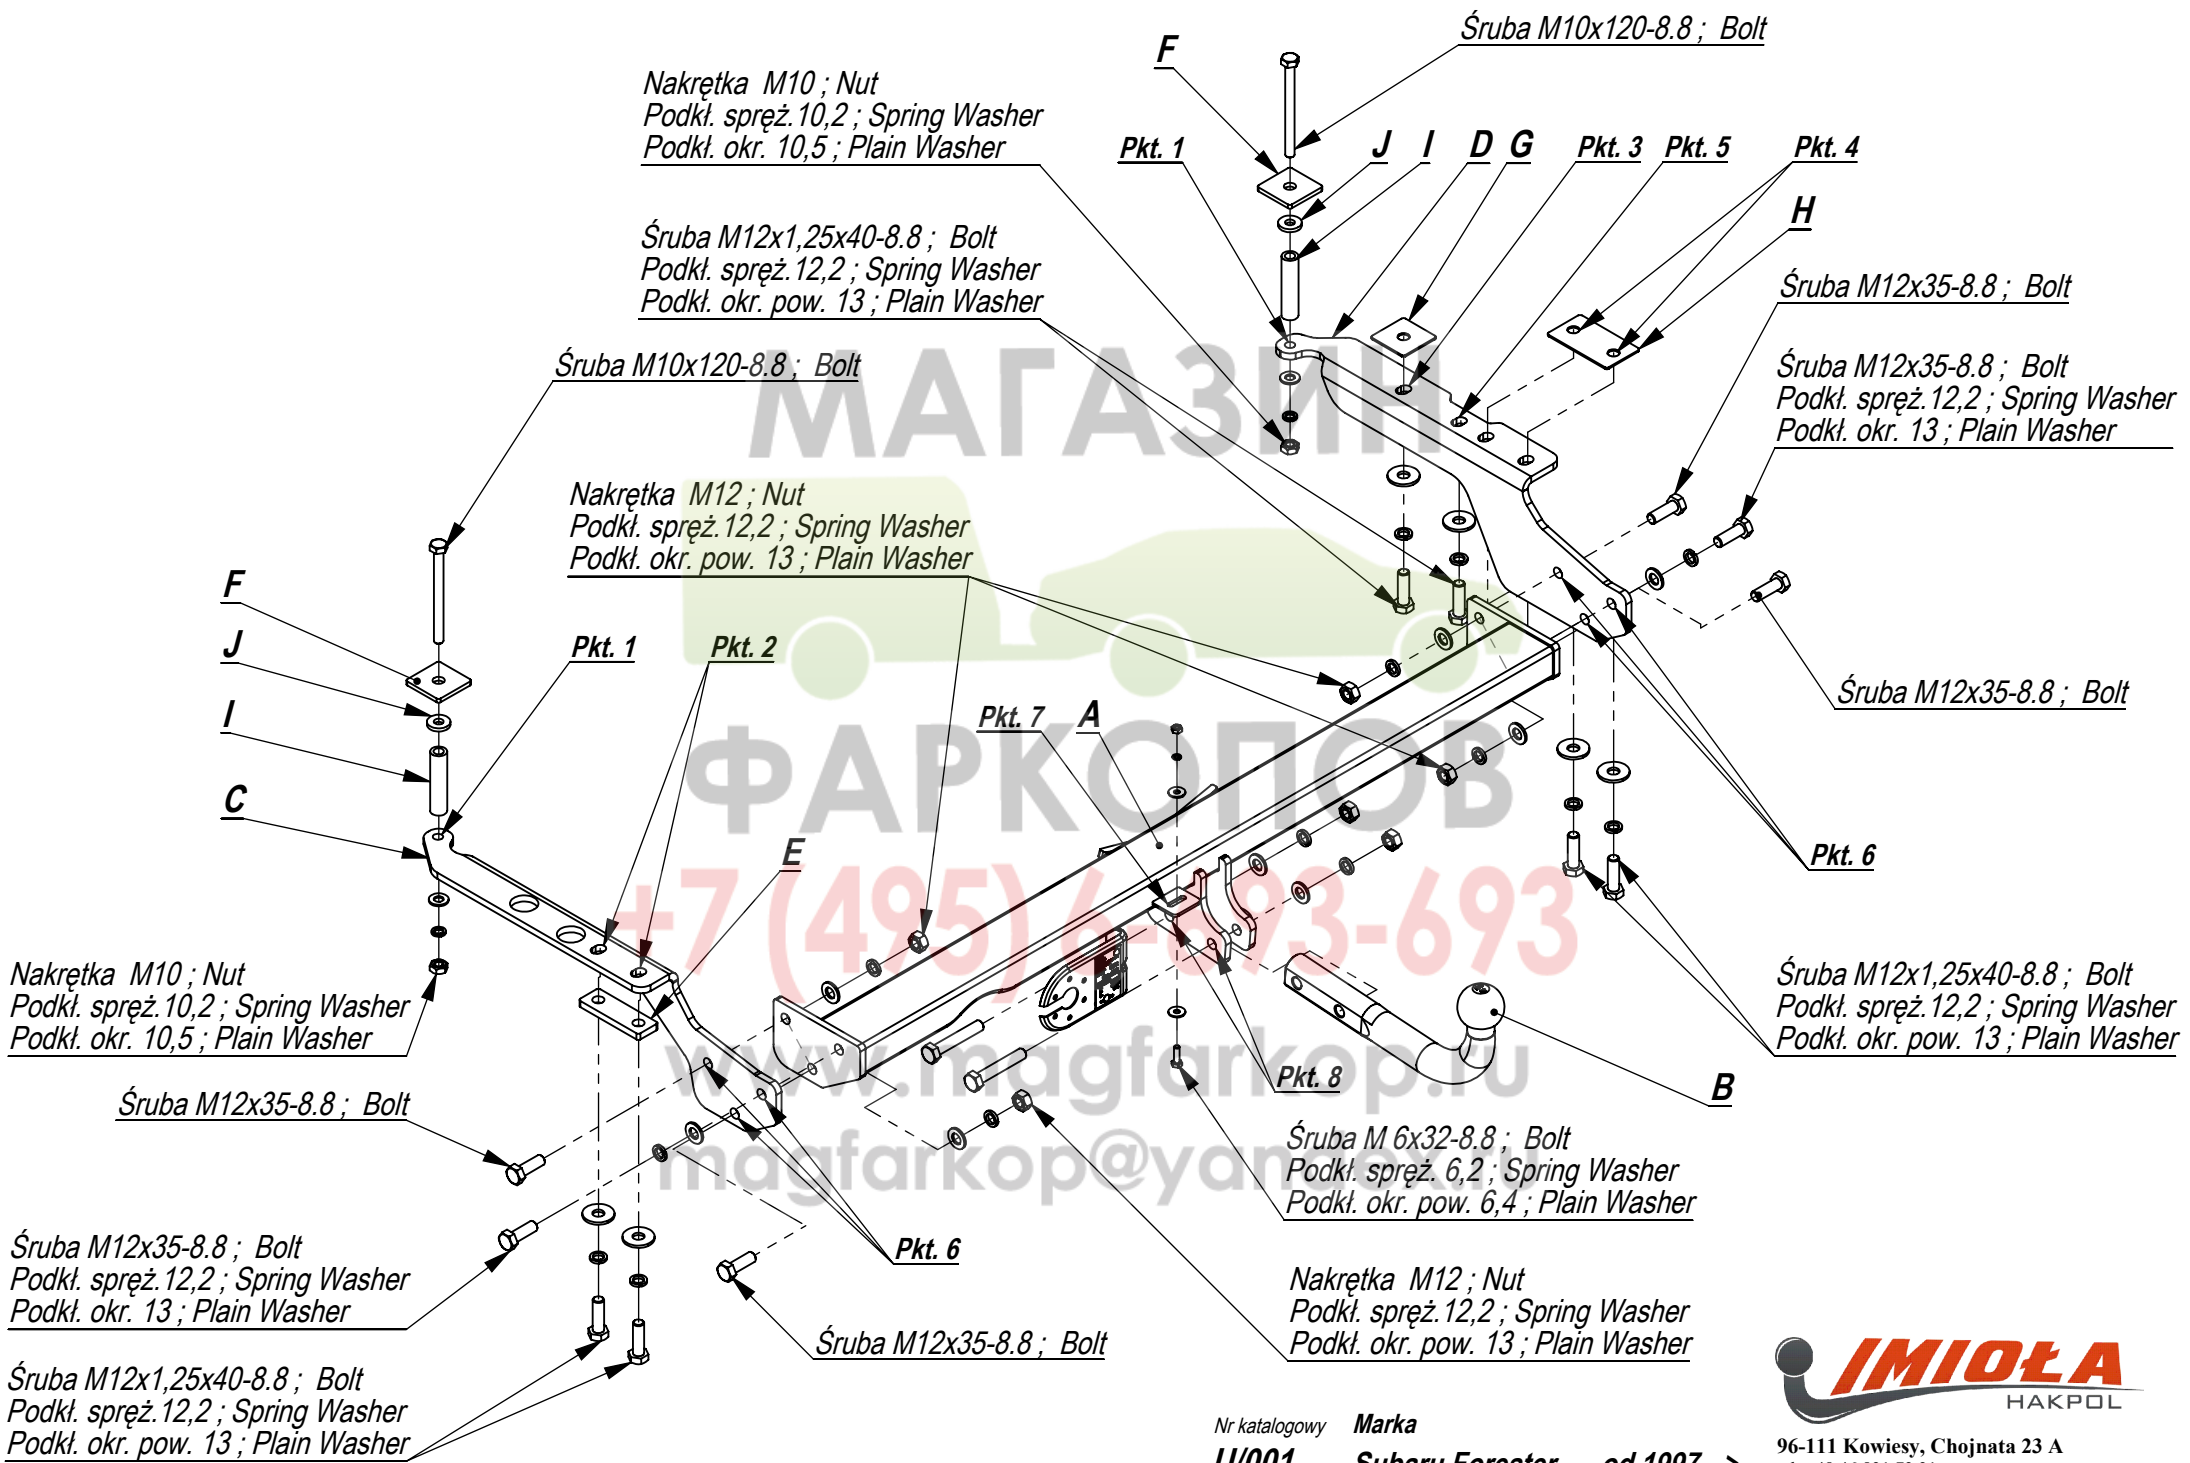 Śruba M10x120-8.8 ; Bolt
F
Nakrętka M10 ; Nut
Podkł. spręż.10,2 ; Spring Washer
Podkł. okr. 10,5 ; Plain Washer
Pkt. 1
J
I
D
G
Pkt. 3
Pkt. 5
Pkt. 4
H
Śruba M12x1,25x40-8.8 ; Bolt
Podkł. spręż.12,2 ; Spring Washer
Podkł. okr. pow. 13 ; Plain Washer
Śruba M12x35-8.8 ; Bolt
Śruba M10x120-8.8 ; Bolt
Śruba M12x35-8.8 ; Bolt
Podkł. spręż.12,2 ; Spring Washer
Podkł. okr. 13 ; Plain Washer
МАГАЗИН
Nakrętka M12 ; Nut
Podkł. spręż.12,2 ; Spring Washer
Podkł. okr. pow. 13 ; Plain Washer
F
J
I
C
Pkt. 1
Pkt. 2
Śruba M12x35-8.8 ; Bolt
Pkt. 7
A
ФАРКОПОВ
E
Pkt. 6
+7 (495) 6-693-693
Nakrętka M10 ; Nut
Podkł. spręż.10,2 ; Spring Washer
Podkł. okr. 10,5 ; Plain Washer
Śruba M12x1,25x40-8.8 ; Bolt
Podkł. spręż.12,2 ; Spring Washer
Podkł. okr. pow. 13 ; Plain Washer
www.magfarkop.ru
Pkt. 8
B
Śruba M12x35-8.8 ; Bolt
magfarkop@yandex.ru
Śruba M 6x32-8.8 ; Bolt
Podkł. spręż. 6,2 ; Spring Washer
Podkł. okr. pow. 6,4 ; Plain Washer
Śruba M12x35-8.8 ; Bolt
Podkł. spręż.12,2 ; Spring Washer
Podkł. okr. 13 ; Plain Washer
Pkt. 6
Nakrętka M12 ; Nut
Podkł. spręż.12,2 ; Spring Washer
Podkł. okr. pow. 13 ; Plain Washer
Śruba M12x35-8.8 ; Bolt
Śruba M12x1,25x40-8.8 ; Bolt
Podkł. spręż.12,2 ; Spring Washer
Podkł. okr. pow. 13 ; Plain Washer
IMIOŁA
HAKPOL
Nr katalogowy Marka
U/001 Subaru Forester od 1997 ->
96-111 Kowiesy, Chojnata 23 A